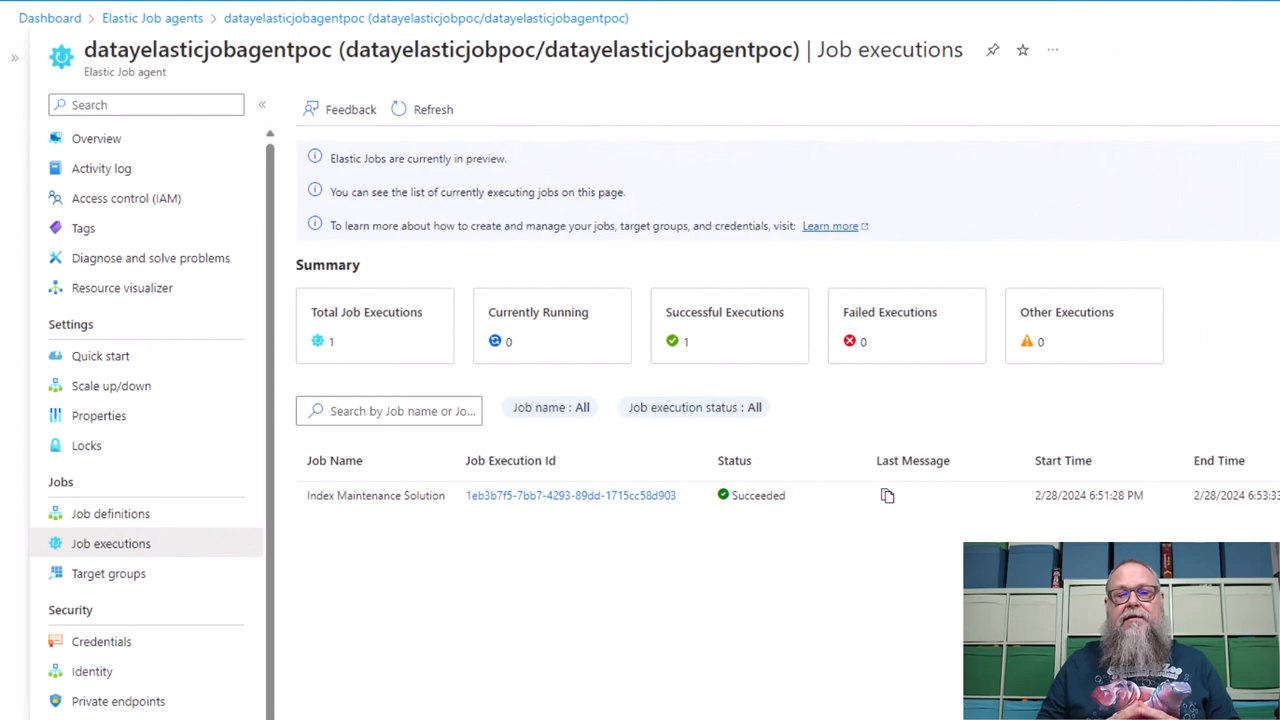 Dashboard > Elastic Job agents > datayelasticjobagentpoc (datayelasticjobpoc/datayelasticjobagentpoc)
datayelasticjobagentpoc (datayelasticjobpoc/datayelasticjobagentpoc) | Job executions
Elastic Job agent
Search
Overview
Activity log
Access control (IAM)
Tags
Diagnose and solve problems
Resource visualizer
Settings
Quick start
Scale up/down
Properties
Locks
Jobs
Job definitions
Job executions
Target groups
Security
Credentials
Identity
Private endpoints
Feedback Refresh
Elastic Jobs are currently in preview.
You can see the list of currently executing jobs on this page.
To learn more about how to create and manage your jobs, target groups, and credentials, visit: Learn more
Summary
Total Job Executions
1
Currently Running
0
Successful Executions
1
Failed Executions
0
Other Executions
0
Search by Job name or Jo...
Job name : All
Job execution status : All
Job Name Job Execution Id Status Last Message Start Time End Time
Index Maintenance Solution 1eb3b7f5-7bb7-4293-89dd-1715cc58d903 Succeeded 2/28/2024 6:51:28 PM 2/28/2024 6:53:33